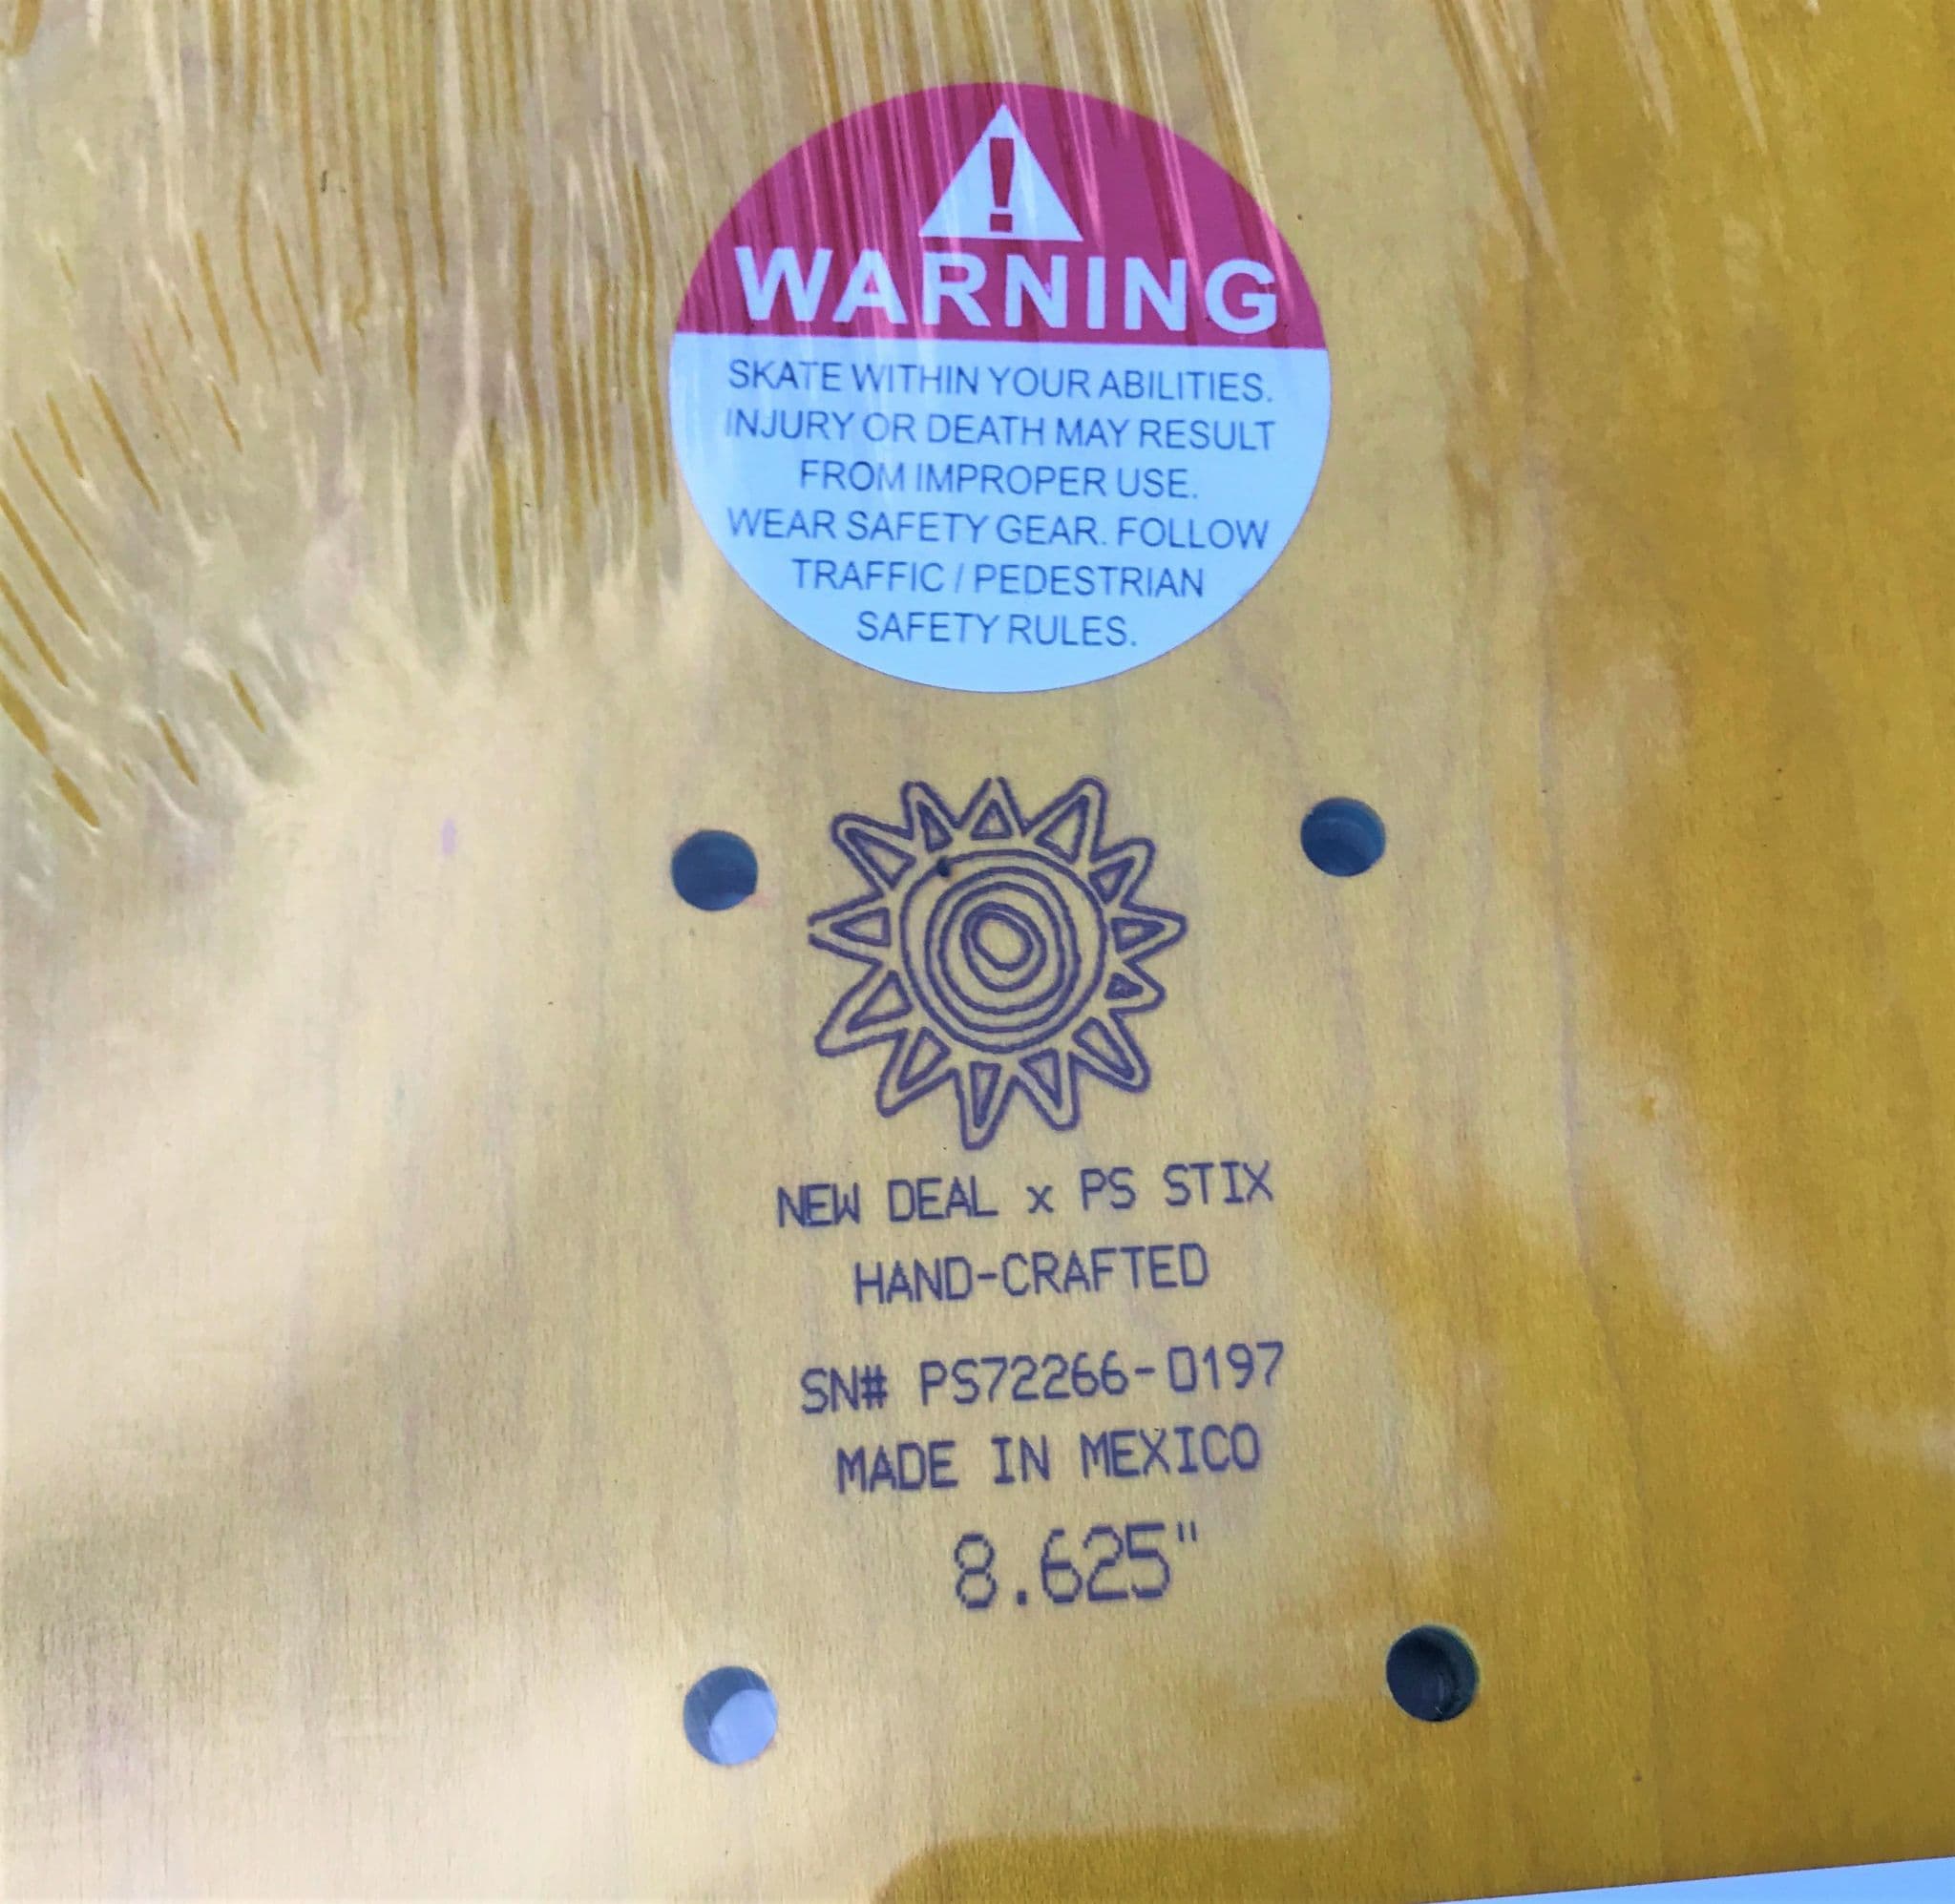 !
WARNING
SKATE WITHIN YOUR ABILITIES.
INJURY OR DEATH MAY RESULT
FROM IMPROPER USE.
WEAR SAFETY GEAR. FOLLOW
TRAFFIC / PEDESTRIAN
SAFETY RULES.
NEW DEAL x PS STIX
HAND-CRAFTED
SN# PS72266-0197
MADE IN MEXICO
8.625"